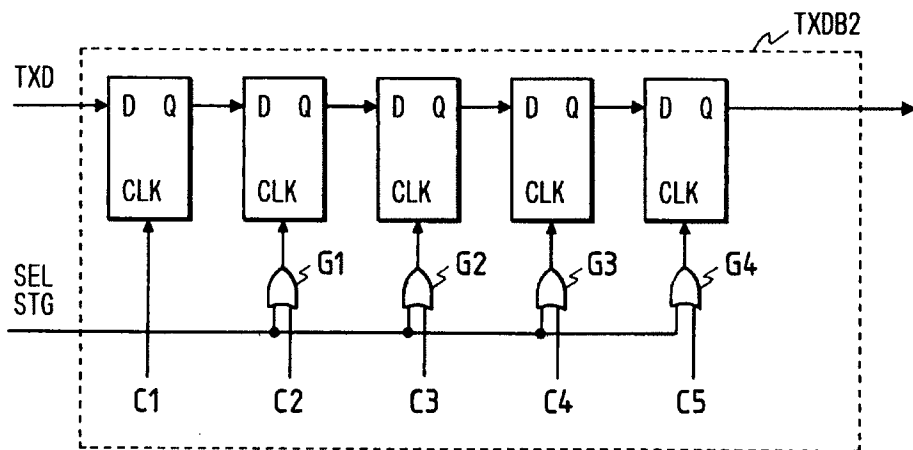 TXDB2
TXD
D Q D Q D Q D Q D Q
CLK CLK CLK CLK CLK
G1 G2 G3 G4
SEL
STG
C1 C2 C3 C4 C5